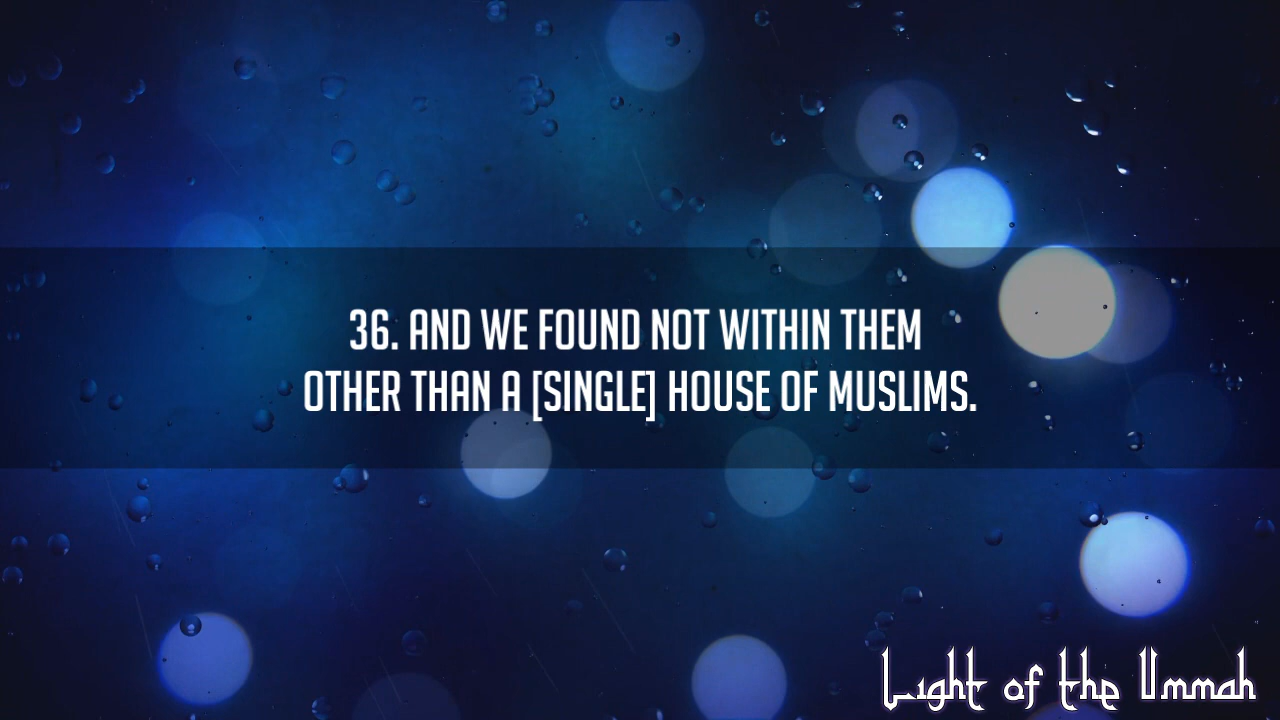 36. AND WE FOUND NOT WITHIN THEM
OTHER THAN A [SINGLE] HOUSE OF MUSLIMS.
Light of the Ummah